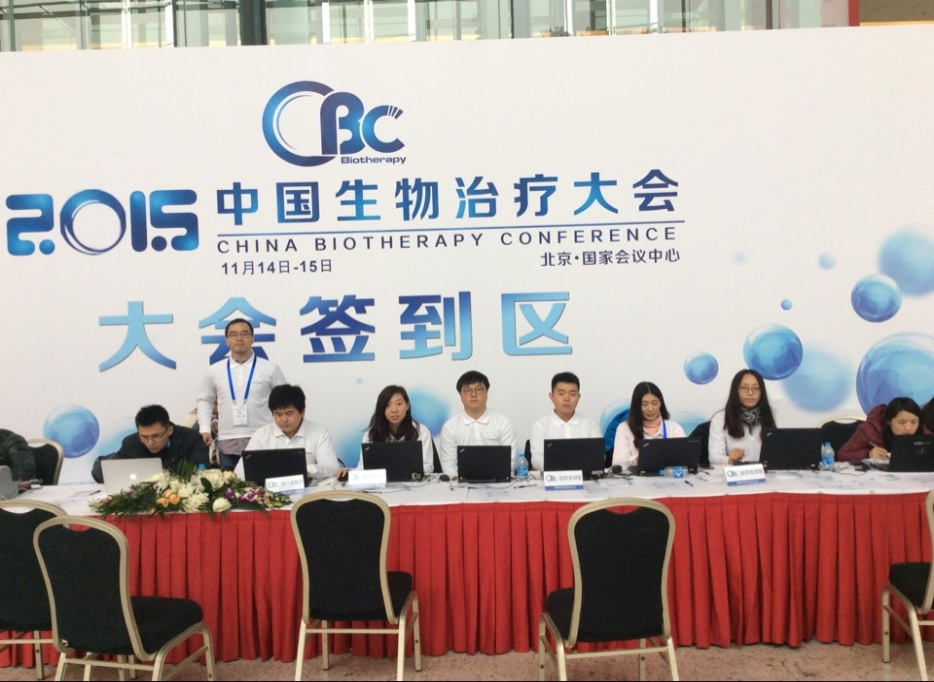 CBC
Biotherapy
2015 中国生物治疗大会
CHINA BIOTHERAPY CONFERENCE
11月14日-15日
北京·国家会议中心
大会签到区